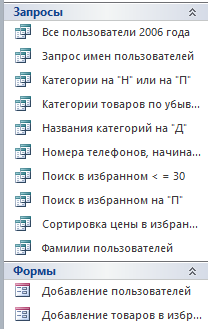 Запросы
Все пользователи 2006 года
Запрос имен пользователей
Категории на "Н" или на "П"
Категории товаров по убыв...
Названия категорий на "Д"
Номера телефонов, начина...
Поиск в избранном < = 30
Поиск в избранном на "П"
Сортировка цены в избран...
Фамилии пользователей
Формы
Добавление пользователей
Добавление товаров в избр...